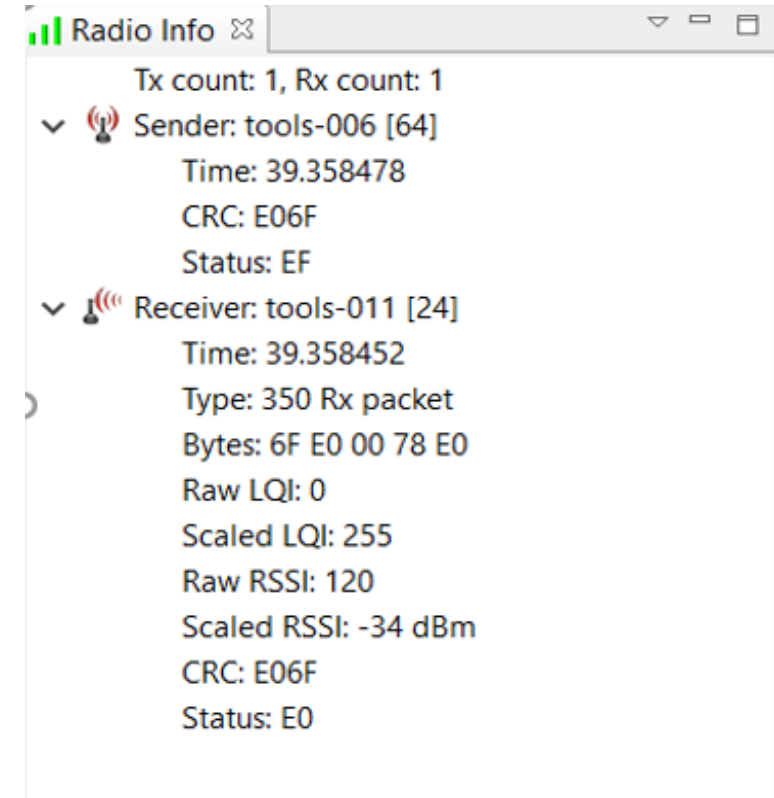 Radio Info
Tx count: 1, Rx count: 1
Sender: tools-006 [64]
Time: 39.358478
CRC: E06F
Status: EF
Receiver: tools-011 [24]
Time: 39.358452
Type: 350 Rx packet
Bytes: 6F E0 00 78 E0
Raw LQI: 0
Scaled LQI: 255
Raw RSSI: 120
Scaled RSSI: -34 dBm
CRC: E06F
Status: E0